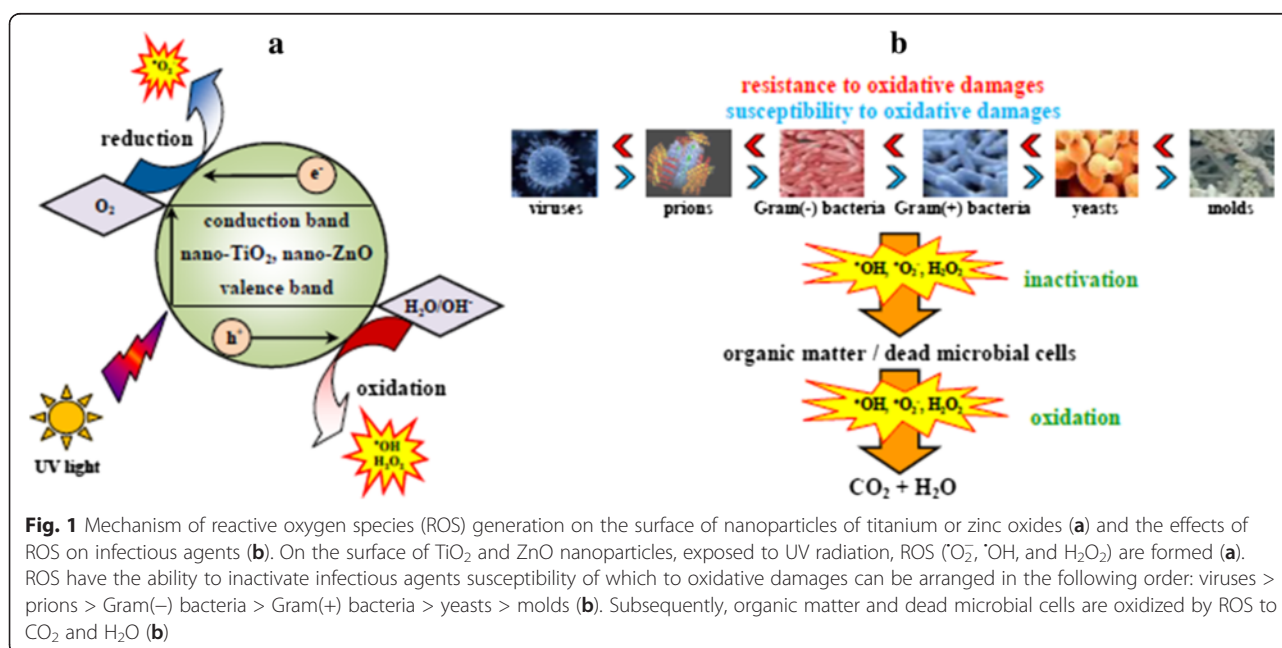 a
•O₂⁻
reduction
e⁻
O₂
conduction band
nano-TiO₂, nano-ZnO
valence band
H₂O/OH⁻
h⁺
oxidation
•OH
H₂O₂
UV light
b
resistance to oxidative damages
susceptibility to oxidative damages
viruses prions Gram(-) bacteria Gram(+) bacteria yeasts molds
•OH, •O₂⁻, H₂O₂
inactivation
organic matter / dead microbial cells
•OH, •O₂⁻, H₂O₂
oxidation
CO₂ + H₂O
Fig. 1 Mechanism of reactive oxygen species (ROS) generation on the surface of nanoparticles of titanium or zinc oxides (a) and the effects of
ROS on infectious agents (b). On the surface of TiO₂ and ZnO nanoparticles, exposed to UV radiation, ROS (•O₂⁻, •OH, and H₂O₂) are formed (a).
ROS have the ability to inactivate infectious agents susceptibility of which to oxidative damages can be arranged in the following order: viruses >
prions > Gram(−) bacteria > Gram(+) bacteria > yeasts > molds (b). Subsequently, organic matter and dead microbial cells are oxidized by ROS to
CO₂ and H₂O (b)